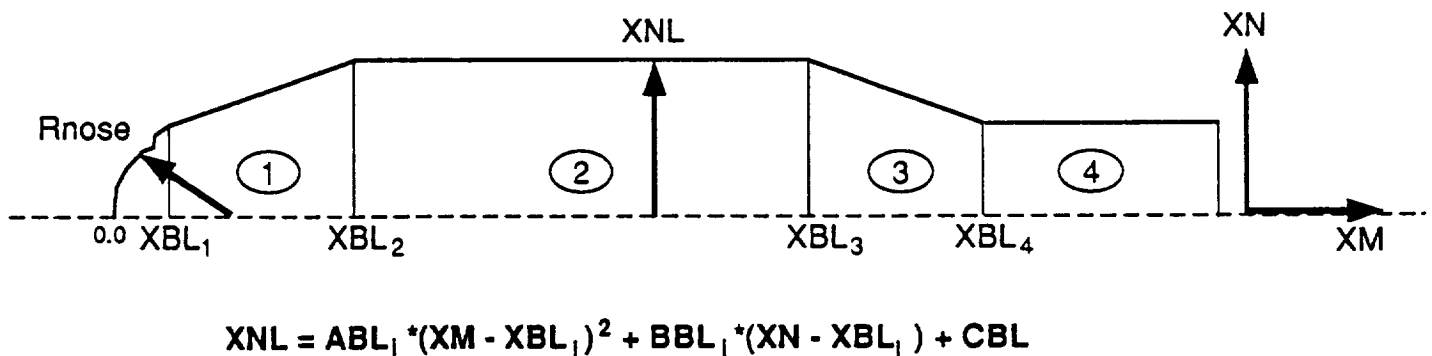 XNL
XN
Rnose
1
2
3
4
0.0
XBL1
XBL2
XBL3
XBL4
XM
XNL = ABLi *(XM - XBLi)2 + BBLi *(XN - XBLi ) + CBL